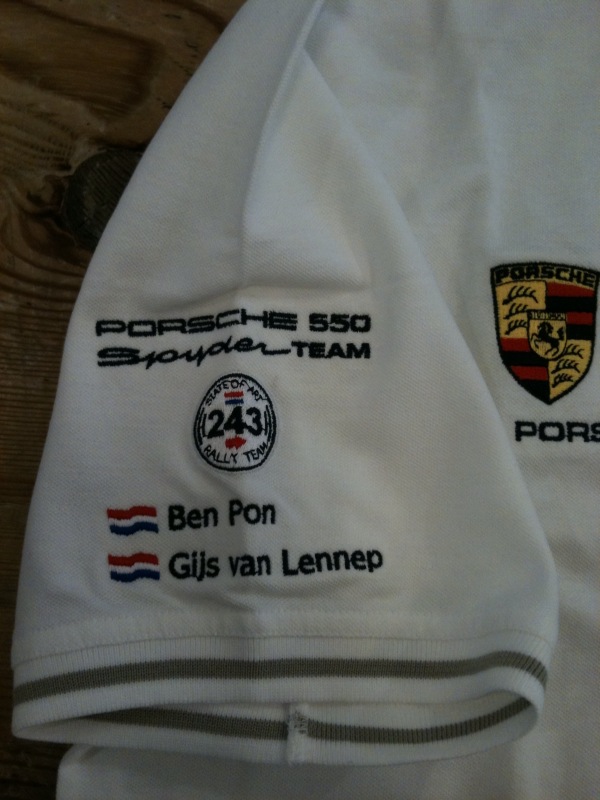 PORSCHE 550
Spyder TEAM
STATE OF ART
243
RALLY TEAM
Ben Pon
Gijs van Lennep
PORSCHE
PORS